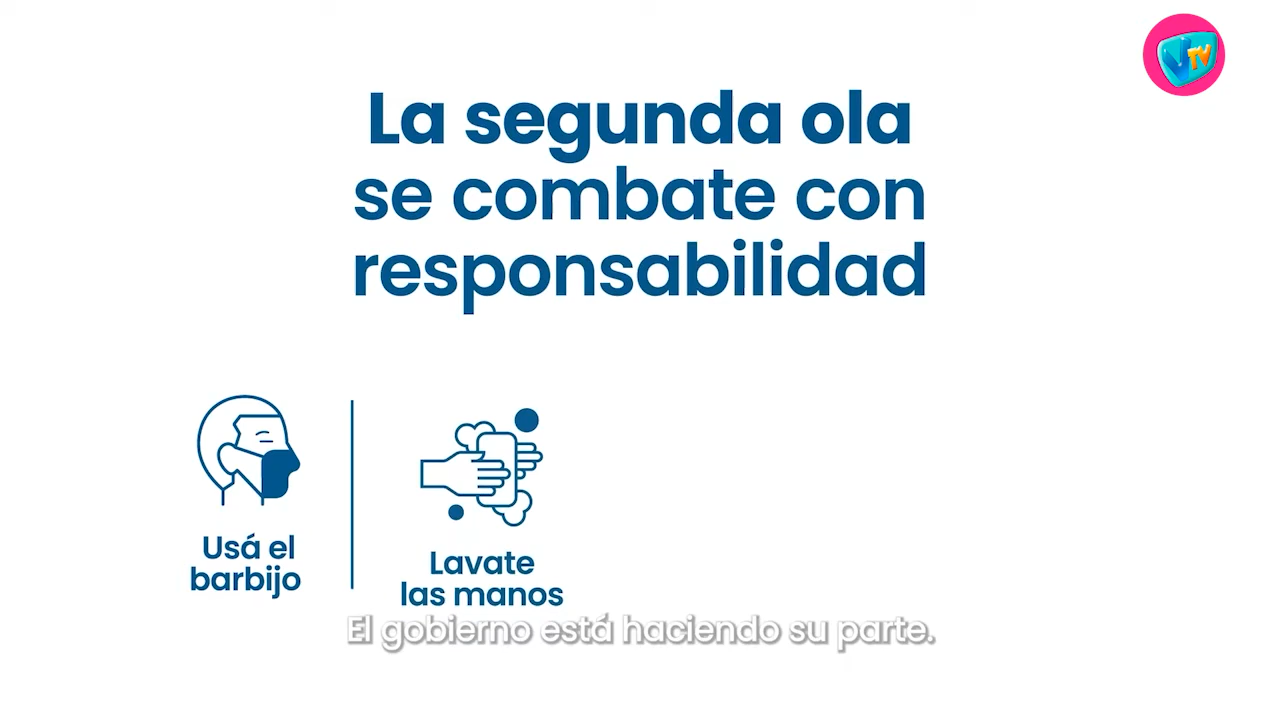 VTV
La segunda ola
se combate con
responsabilidad
Usá el
barbijo
Lavate
las manos
El gobierno está haciendo su parte.